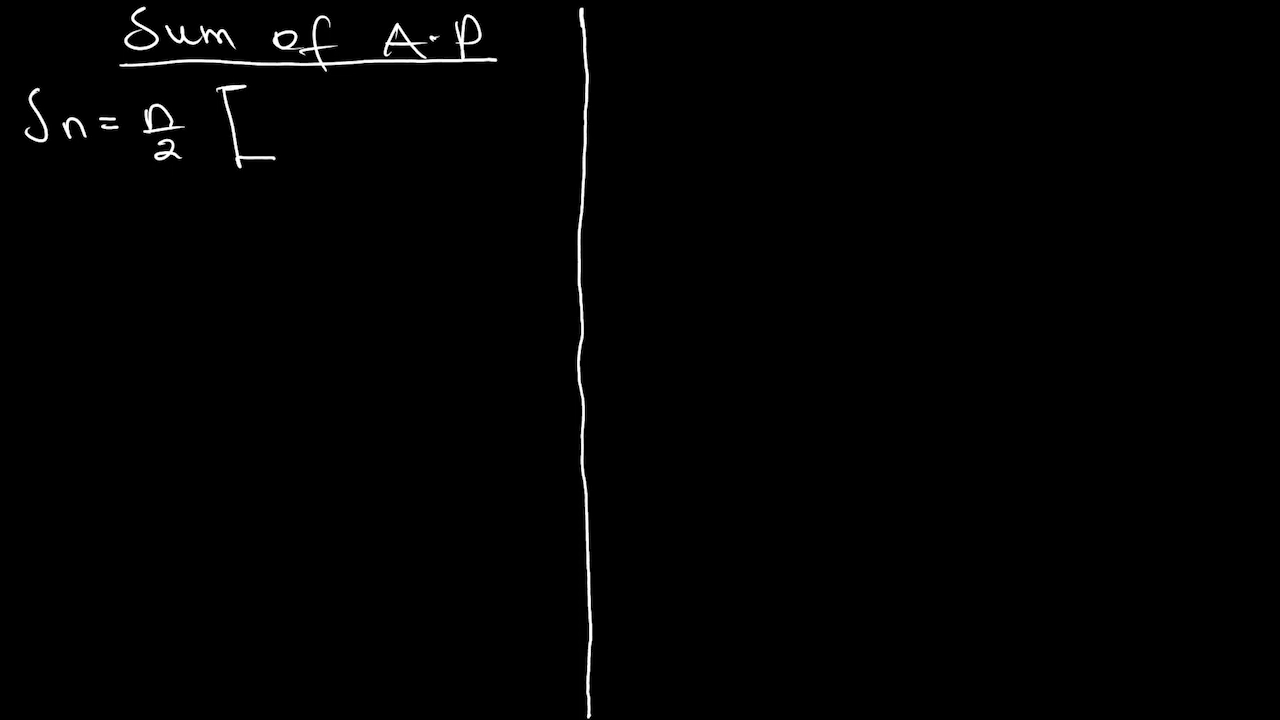 Sum of A.P
Sn = n/2 [